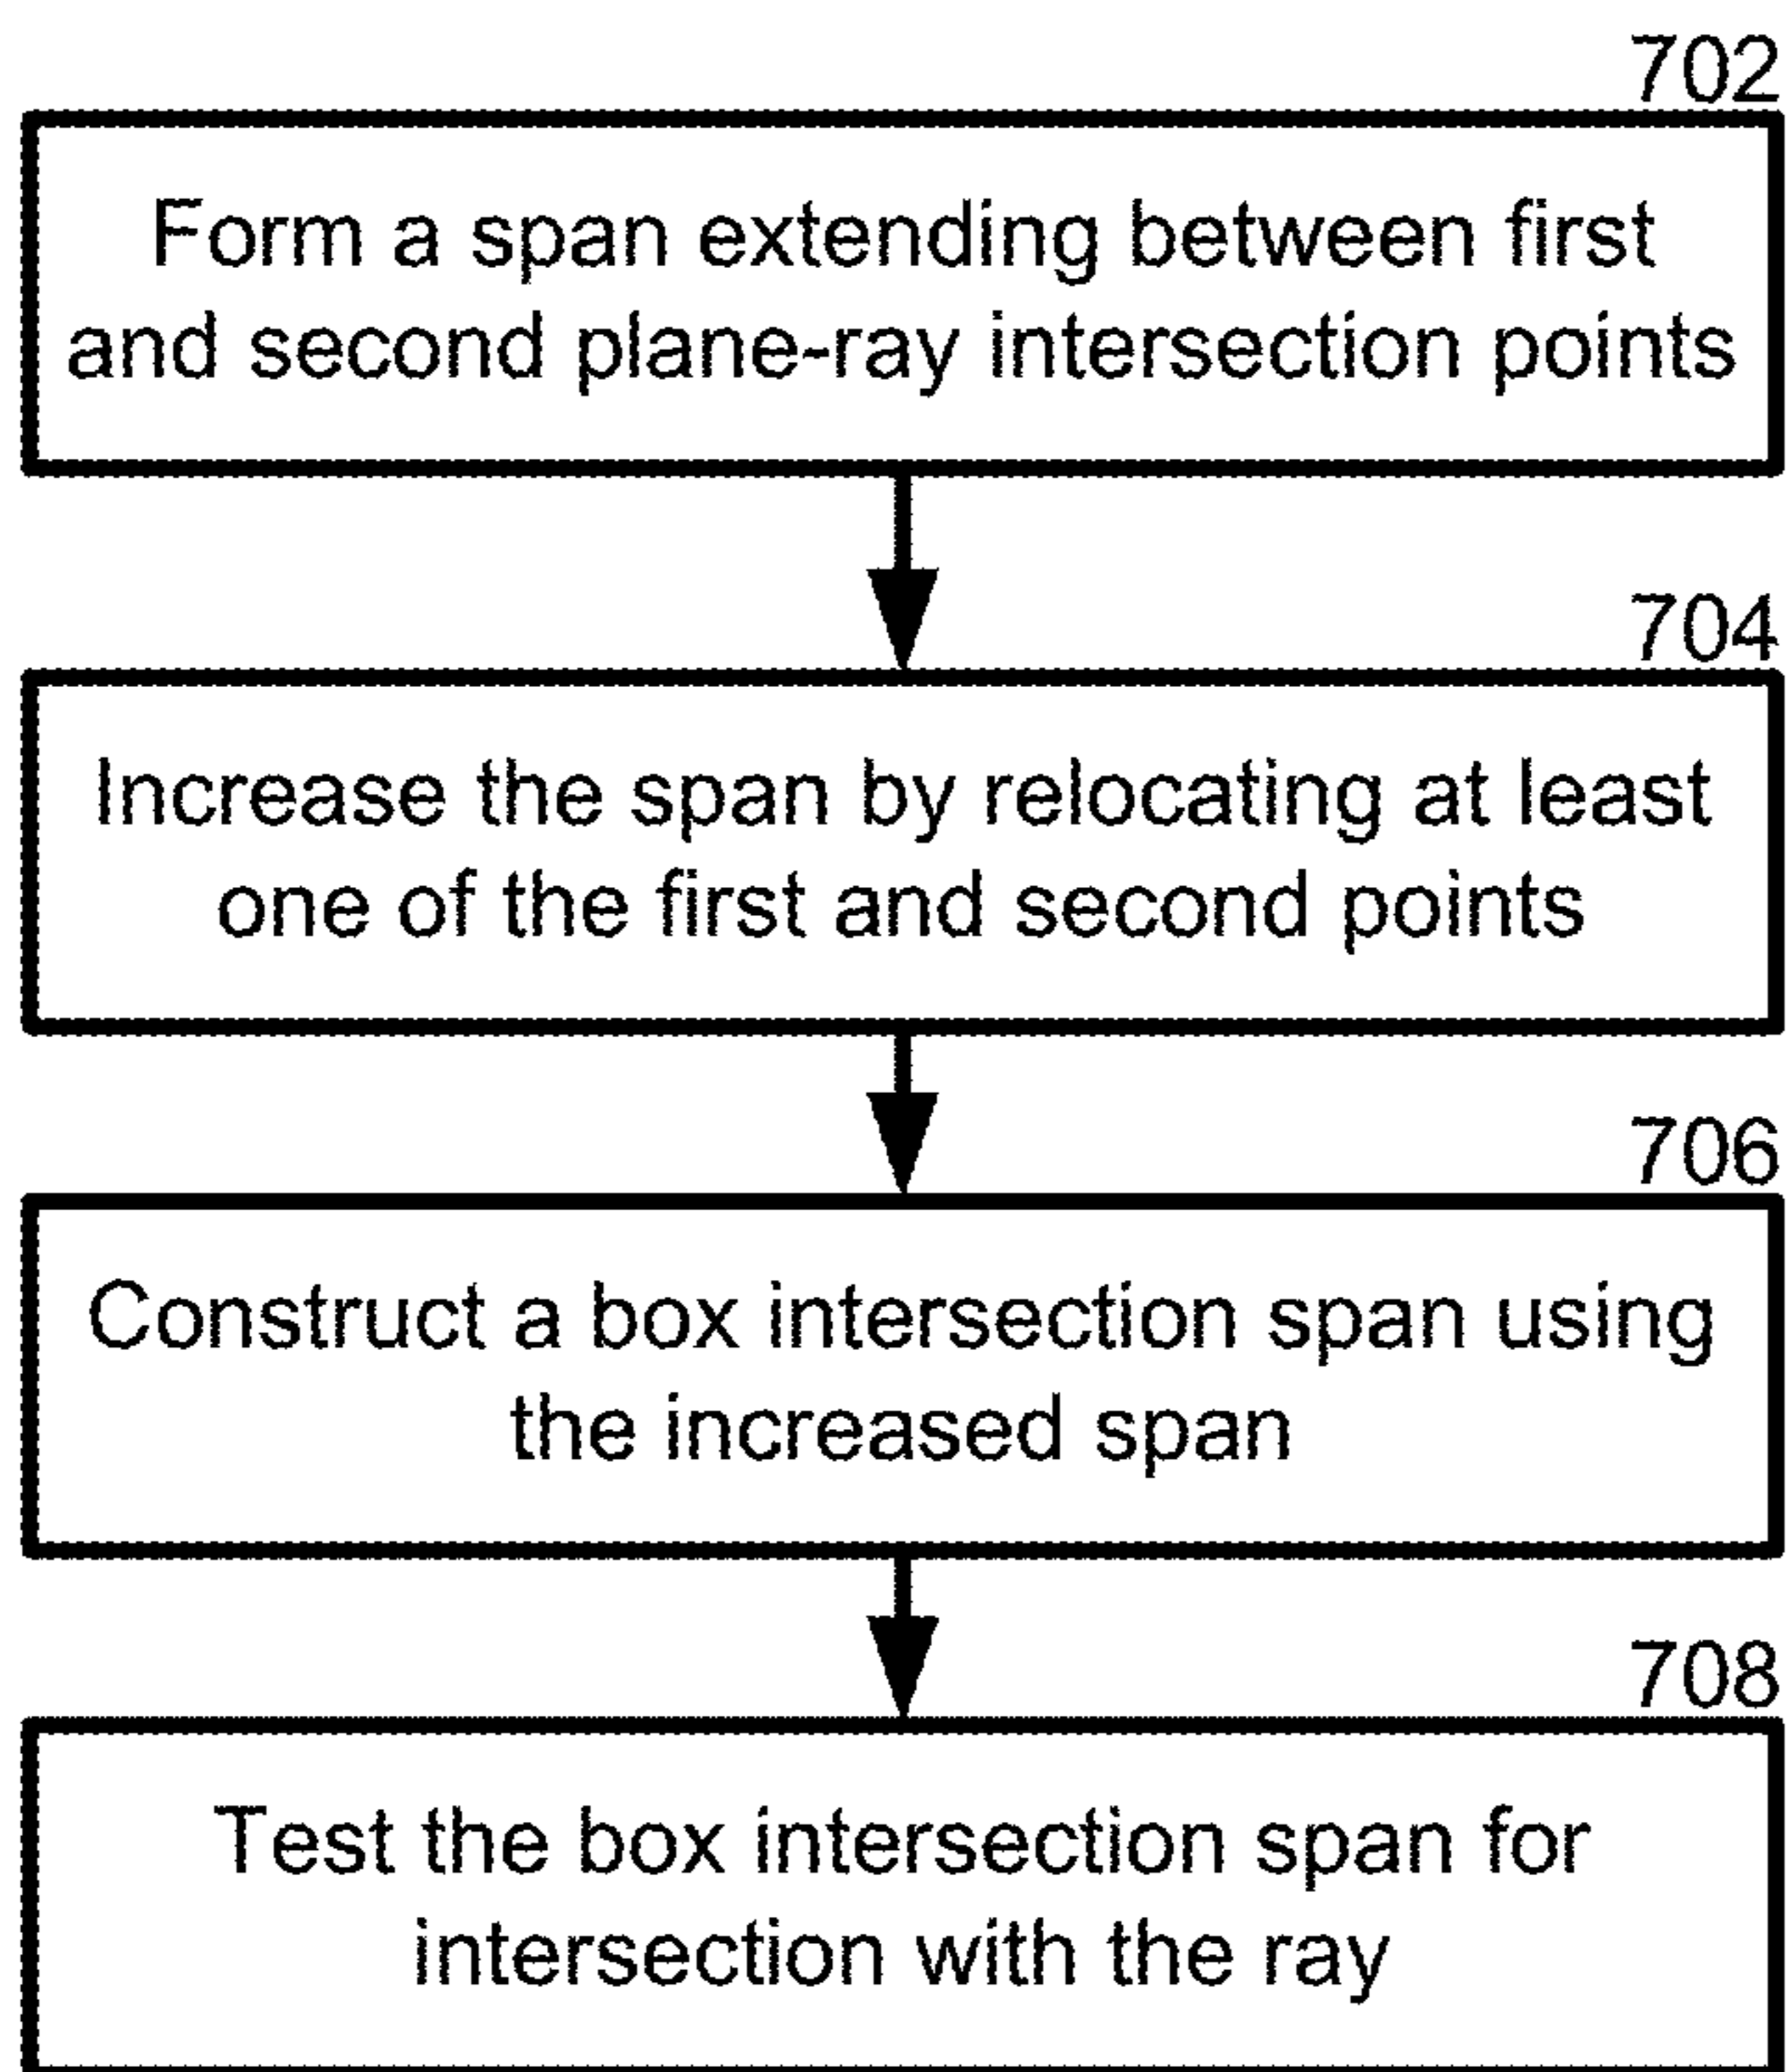 702
Form a span extending between first
and second plane-ray intersection points
704
Increase the span by relocating at least
one of the first and second points
706
Construct a box intersection span using
the increased span
708
Test the box intersection span for
intersection with the ray